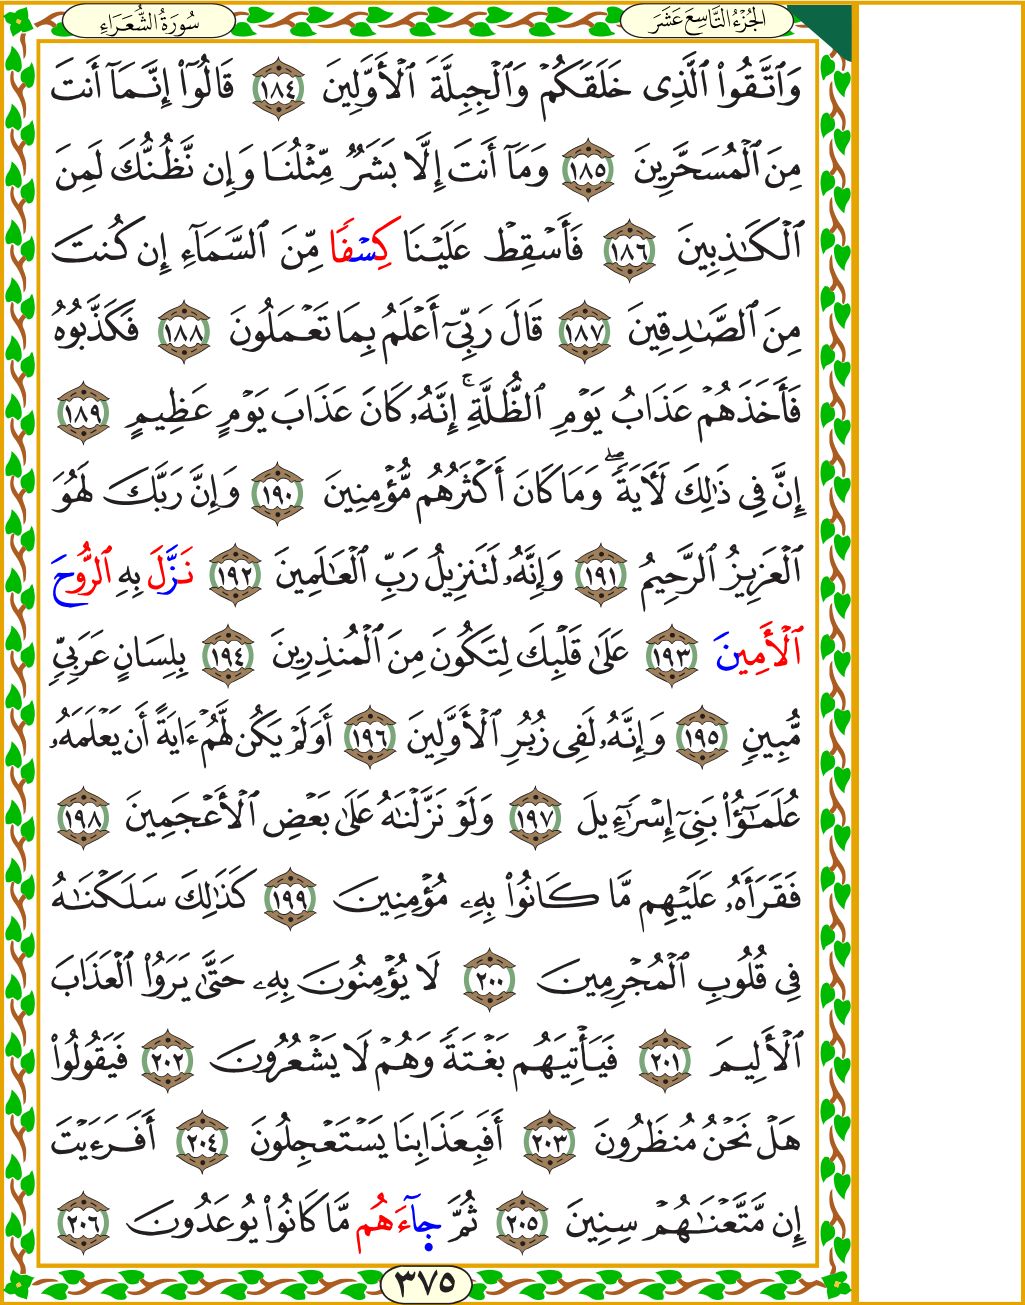 الجُزْءُ التَّاسِعَ عَشَرَ
سُورَةُ الشُّعَرَاءِ
وَٱتَّقُوا۟ ٱلَّذِى خَلَقَكُمْ وَٱلْجِبِلَّةَ ٱلْأَوَّلِينَ ١٨٤ قَالُوٓا۟ إِنَّمَآ أَنتَ
مِنَ ٱلْمُسَحَّرِينَ ١٨٥ وَمَآ أَنتَ إِلَّا بَشَرٌ مِّثْلُنَا وَإِن نَّظُنُّكَ لَمِنَ
ٱلْكَـٰذِبِينَ ١٨٦ فَأَسْقِطْ عَلَيْنَا كِسْفًا مِّنَ ٱلسَّمَآءِ إِن كُنتَ
مِنَ ٱلصَّـٰدِقِينَ ١٨٧ قَالَ رَبِّىٓ أَعْلَمُ بِمَا تَعْمَلُونَ ١٨٨ فَكَذَّبُوهُ
فَأَخَذَهُمْ عَذَابُ يَوْمِ ٱلظُّلَّةِ ۚ إِنَّهُۥ كَانَ عَذَابَ يَوْمٍ عَظِيمٍ ١٨٩
إِنَّ فِى ذَٰلِكَ لَـَٔايَةً ۖ وَمَا كَانَ أَكْثَرُهُم مُّؤْمِنِينَ ١٩٠ وَإِنَّ رَبَّكَ لَهُوَ
ٱلْعَزِيزُ ٱلرَّحِيمُ ١٩١ وَإِنَّهُۥ لَتَنزِيلُ رَبِّ ٱلْعَـٰلَمِينَ ١٩٢ نَزَّلَ بِهِ ٱلرُّوحَ
ٱلْأَمِينَ ١٩٣ عَلَىٰ قَلْبِكَ لِتَكُونَ مِنَ ٱلْمُنذِرِينَ ١٩٤ بِلِسَانٍ عَرَبِىٍّ
مُّبِينٍ ١٩٥ وَإِنَّهُۥ لَفِى زُبُرِ ٱلْأَوَّلِينَ ١٩٦ أَوَلَمْ يَكُن لَّهُمْ ءَايَةً أَن يَعْلَمَهُۥ
عُلَمَـٰٓؤُا۟ بَنِىٓ إِسْرَٰٓءِيلَ ١٩٧ وَلَوْ نَزَّلْنَـٰهُ عَلَىٰ بَعْضِ ٱلْأَعْجَمِينَ ١٩٨
فَقَرَأَهُۥ عَلَيْهِم مَّا كَانُوا۟ بِهِۦ مُؤْمِنِينَ ١٩٩ كَذَٰلِكَ سَلَكْنَـٰهُ
فِى قُلُوبِ ٱلْمُجْرِمِينَ ٢٠٠ لَا يُؤْمِنُونَ بِهِۦ حَتَّىٰ يَرَوُا۟ ٱلْعَذَابَ
ٱلْأَلِيمَ ٢٠١ فَيَأْتِيَهُم بَغْتَةً وَهُمْ لَا يَشْعُرُونَ ٢٠٢ فَيَقُولُوا۟
هَلْ نَحْنُ مُنظَرُونَ ٢٠٣ أَفَبِعَذَابِنَا يَسْتَعْجِلُونَ ٢٠٤ أَفَرَءَيْتَ
إِن مَّتَّعْنَـٰهُمْ سِنِينَ ٢٠٥ ثُمَّ جَآءَهُم مَّا كَانُوا۟ يُوعَدُونَ ٢٠٦
٣٧٥